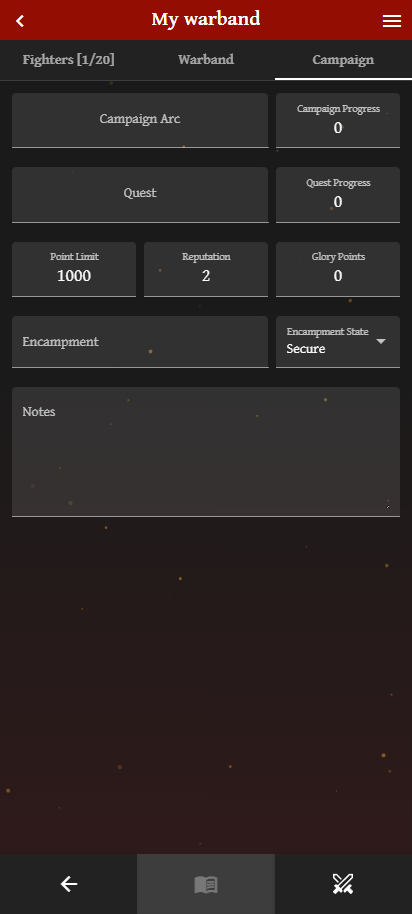 My warband
Fighters [1/20] Warband Campaign
Campaign Arc
Campaign Progress
0
Quest
Quest Progress
0
Point Limit
1000
Reputation
2
Glory Points
0
Encampment
Encampment State
Secure
Notes